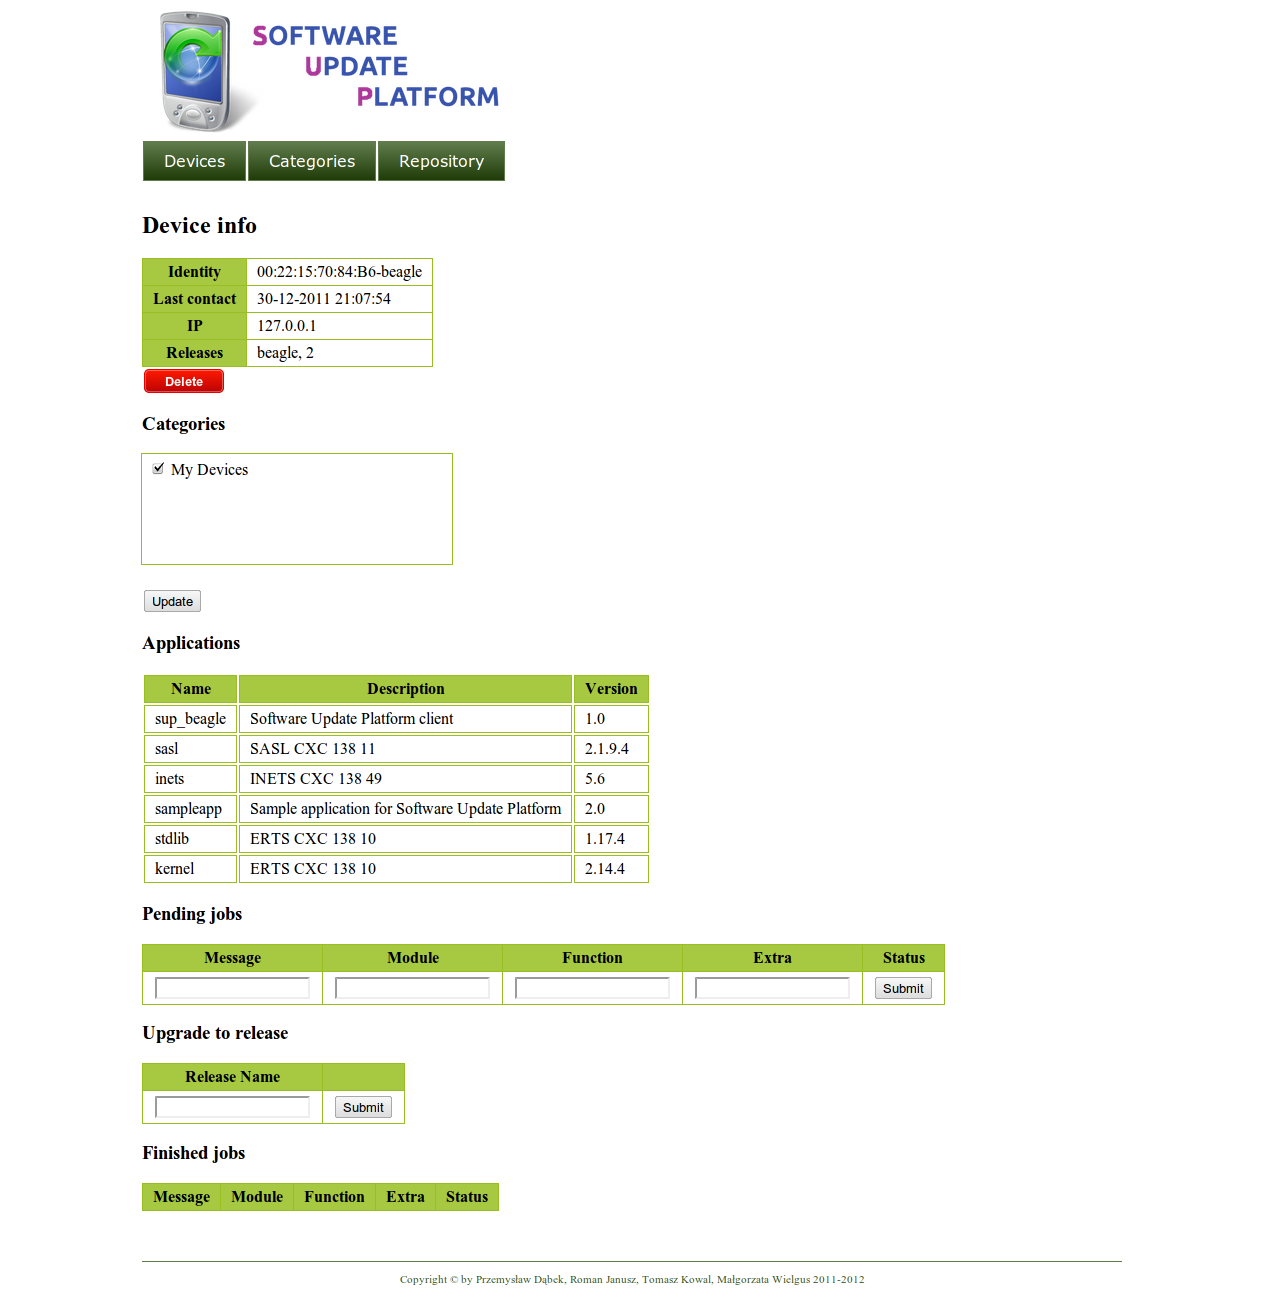 SOFTWARE
UPDATE
PLATFORM
Devices Categories Repository
Device info
Identity 00:22:15:70:84:B6-beagle
Last contact 30-12-2011 21:07:54
IP 127.0.0.1
Releases beagle, 2
Delete
Categories
My Devices
Update
Applications
Name Description Version
sup_beagle Software Update Platform client 1.0
sasl SASL CXC 138 11 2.1.9.4
inets INETS CXC 138 49 5.6
sampleapp Sample application for Software Update Platform 2.0
stdlib ERTS CXC 138 10 1.17.4
kernel ERTS CXC 138 10 2.14.4
Pending jobs
Message Module Function Extra Status
Submit
Upgrade to release
Release Name
Submit
Finished jobs
Message Module Function Extra Status
Copyright © by Przemysław Dąbek, Roman Janusz, Tomasz Kowal, Małgorzata Wielgus 2011-2012